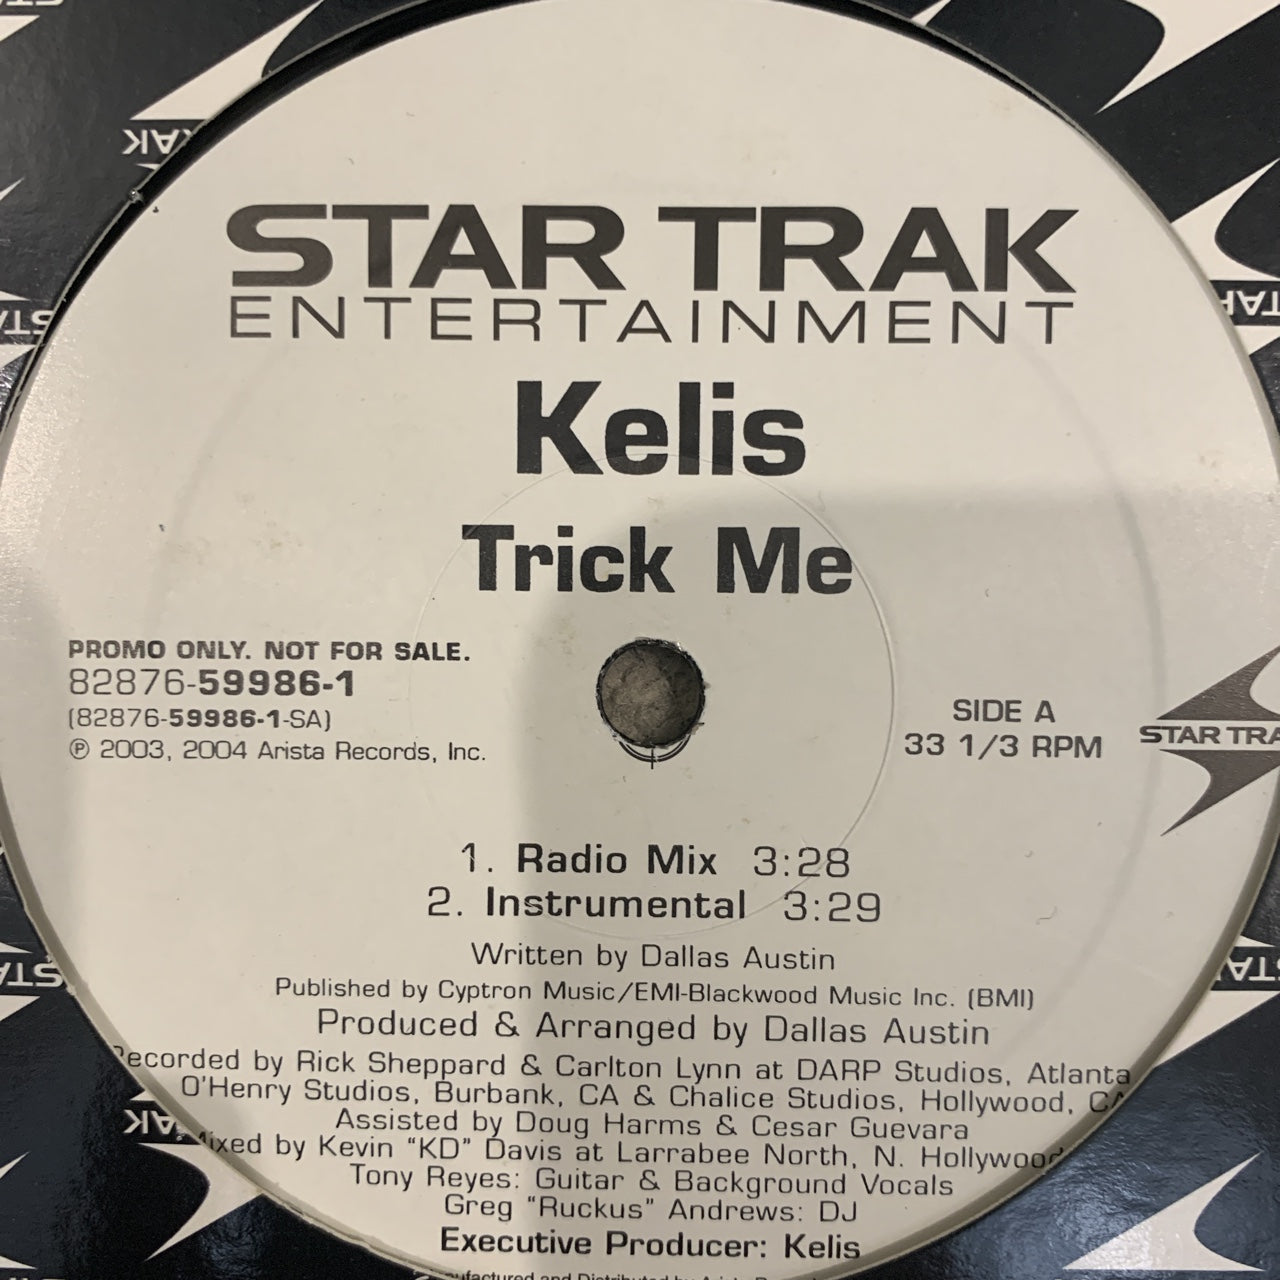 STAR TRAK
ENTERTAINMENT
Kelis
Trick Me
PROMO ONLY. NOT FOR SALE.
82876-59986-1
(82876-59986-1-SA)
℗ 2003, 2004 Arista Records, Inc.
SIDE A
33 1/3 RPM
STAR TRA
1. Radio Mix 3:28
2. Instrumental 3:29
Written by Dallas Austin
Published by Cyptron Music/EMI-Blackwood Music Inc. (BMI)
Produced & Arranged by Dallas Austin
Recorded by Rick Sheppard & Carlton Lynn at DARP Studios, Atlanta
O'Henry Studios, Burbank, CA & Chalice Studios, Hollywood, CA
Assisted by Doug Harms & Cesar Guevara
Mixed by Kevin "KD" Davis at Larrabee North, N. Hollywood
Tony Reyes: Guitar & Background Vocals
Greg "Ruckus" Andrews: DJ
Executive Producer: Kelis